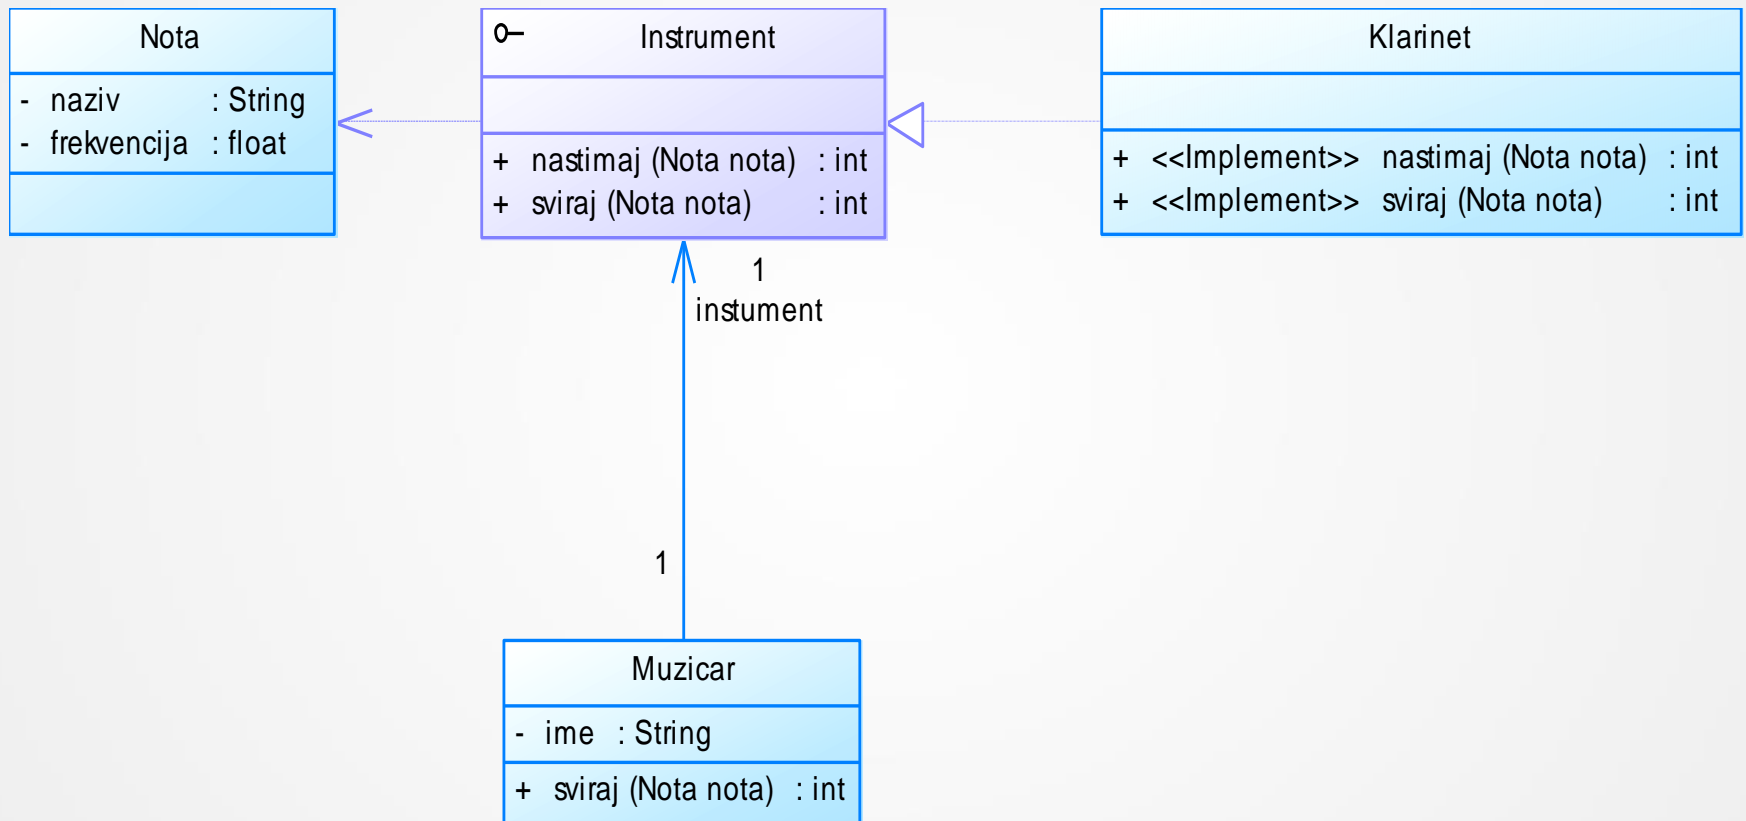 Nota
- naziv : String
- frekvencija : float
Instrument
+ nastimaj (Nota nota) : int
+ sviraj (Nota nota) : int
Klarinet
+ <<Implement>> nastimaj (Nota nota) : int
+ <<Implement>> sviraj (Nota nota) : int
1
instument
1
Muzicar
- ime : String
+ sviraj (Nota nota) : int